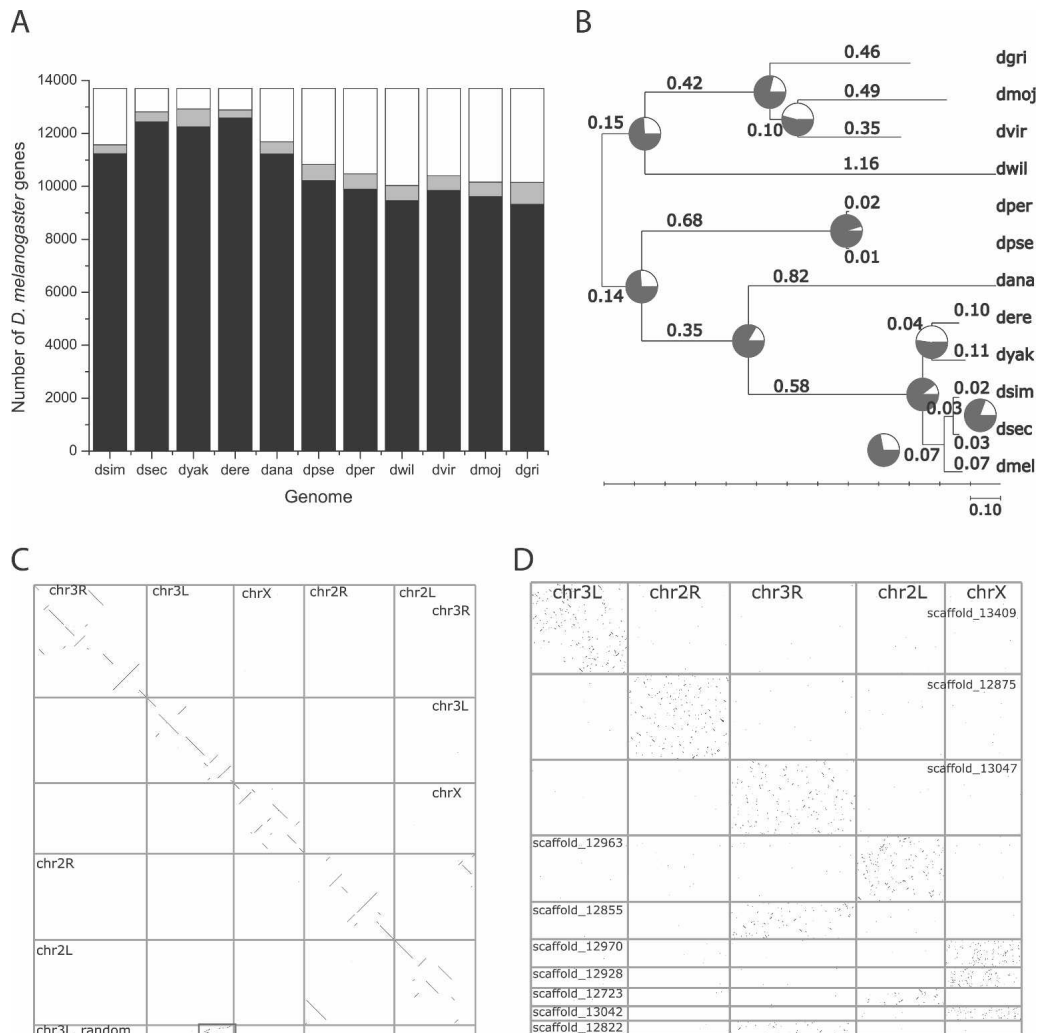 A
Number of D. melanogaster genes
14000
12000
10000
8000
6000
4000
2000
0
dsim dsec dyak dere dana dpse dper dwil dvir dmoj dgri
Genome
B
0.46 dgri
0.42
0.49 dmoj
0.15 0.10 0.35 dvir
1.16 dwil
0.02 dper
0.68
0.01 dpse
0.82 dana
0.14
0.10 dere
0.35 0.04
0.11 dyak
0.58 0.02 dsim
0.03
0.03 dsec
0.07
0.07 dmel
0.10
C
chr3R chr3L chrX chr2R chr2L
chr3R
chr3L
chrX
chr2R
chr2L
chr3L_random
D
chr3L chr2R chr3R chr2L chrX
scaffold_13409
scaffold_12875
scaffold_13047
scaffold_12963
scaffold_12855
scaffold_12970
scaffold_12928
scaffold_12723
scaffold_13042
scaffold_12822